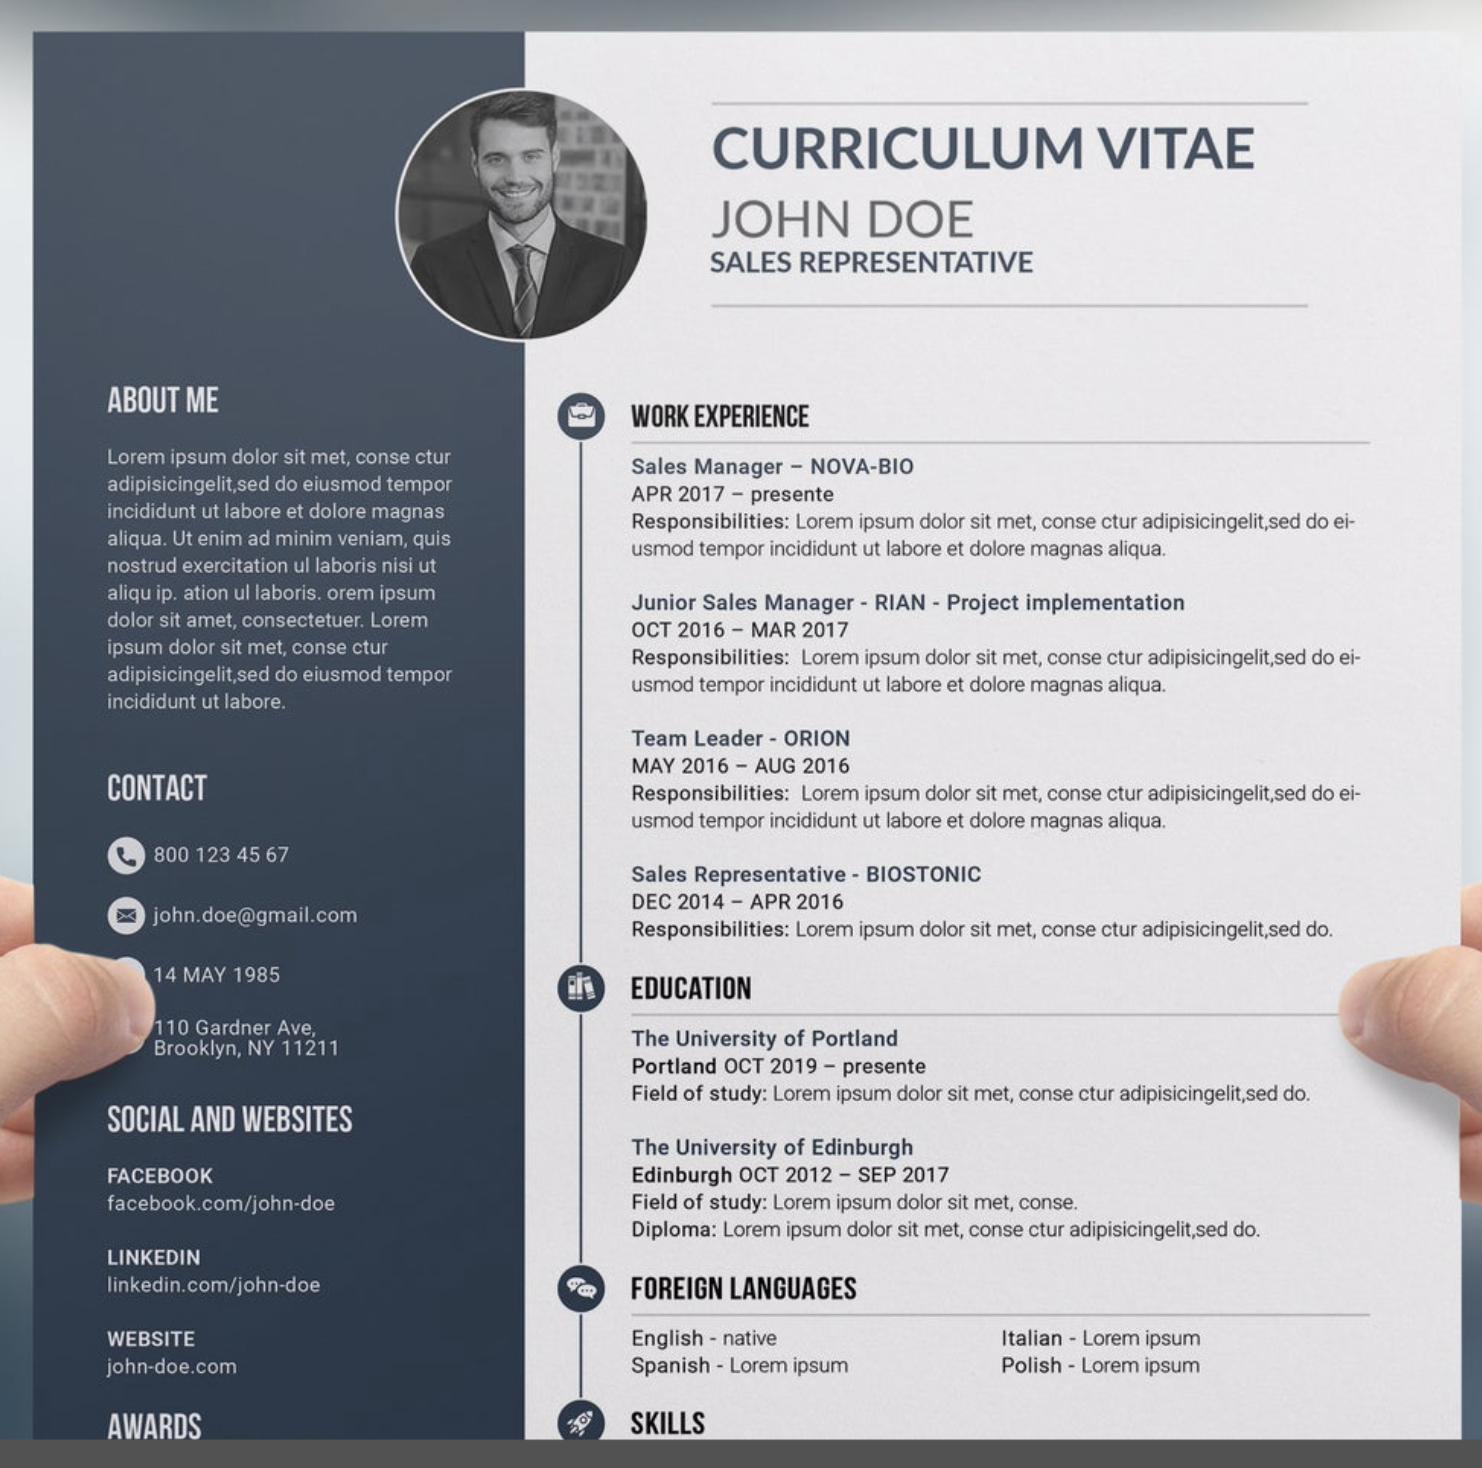 CURRICULUM VITAE
JOHN DOE
SALES REPRESENTATIVE
ABOUT ME
Lorem ipsum dolor sit met, conse ctur
adipisicingelit,sed do eiusmod tempor
incididunt ut labore et dolore magnas
aliqua. Ut enim ad minim veniam, quis
nostrud exercitation ul laboris nisi ut
aliqu ip. ation ul laboris. orem ipsum
dolor sit amet, consectetuer. Lorem
ipsum dolor sit met, conse ctur
adipisicingelit,sed do eiusmod tempor
incididunt ut labore.
CONTACT
800 123 45 67
john.doe@gmail.com
14 MAY 1985
110 Gardner Ave,
Brooklyn, NY 11211
SOCIAL AND WEBSITES
FACEBOOK
facebook.com/john-doe
LINKEDIN
linkedin.com/john-doe
WEBSITE
john-doe.com
AWARDS
WORK EXPERIENCE
Sales Manager – NOVA-BIO
APR 2017 – presente
Responsibilities: Lorem ipsum dolor sit met, conse ctur adipisicingelit,sed do ei-
usmod tempor incididunt ut labore et dolore magnas aliqua.
Junior Sales Manager - RIAN - Project implementation
OCT 2016 – MAR 2017
Responsibilities: Lorem ipsum dolor sit met, conse ctur adipisicingelit,sed do ei-
usmod tempor incididunt ut labore et dolore magnas aliqua.
Team Leader - ORION
MAY 2016 – AUG 2016
Responsibilities: Lorem ipsum dolor sit met, conse ctur adipisicingelit,sed do ei-
usmod tempor incididunt ut labore et dolore magnas aliqua.
Sales Representative - BIOSTONIC
DEC 2014 – APR 2016
Responsibilities: Lorem ipsum dolor sit met, conse ctur adipisicingelit,sed do.
EDUCATION
The University of Portland
Portland OCT 2019 – presente
Field of study: Lorem ipsum dolor sit met, conse ctur adipisicingelit,sed do.
The University of Edinburgh
Edinburgh OCT 2012 – SEP 2017
Field of study: Lorem ipsum dolor sit met, conse.
Diploma: Lorem ipsum dolor sit met, conse ctur adipisicingelit,sed do.
FOREIGN LANGUAGES
English - native
Spanish - Lorem ipsum
Italian - Lorem ipsum
Polish - Lorem ipsum
SKILLS